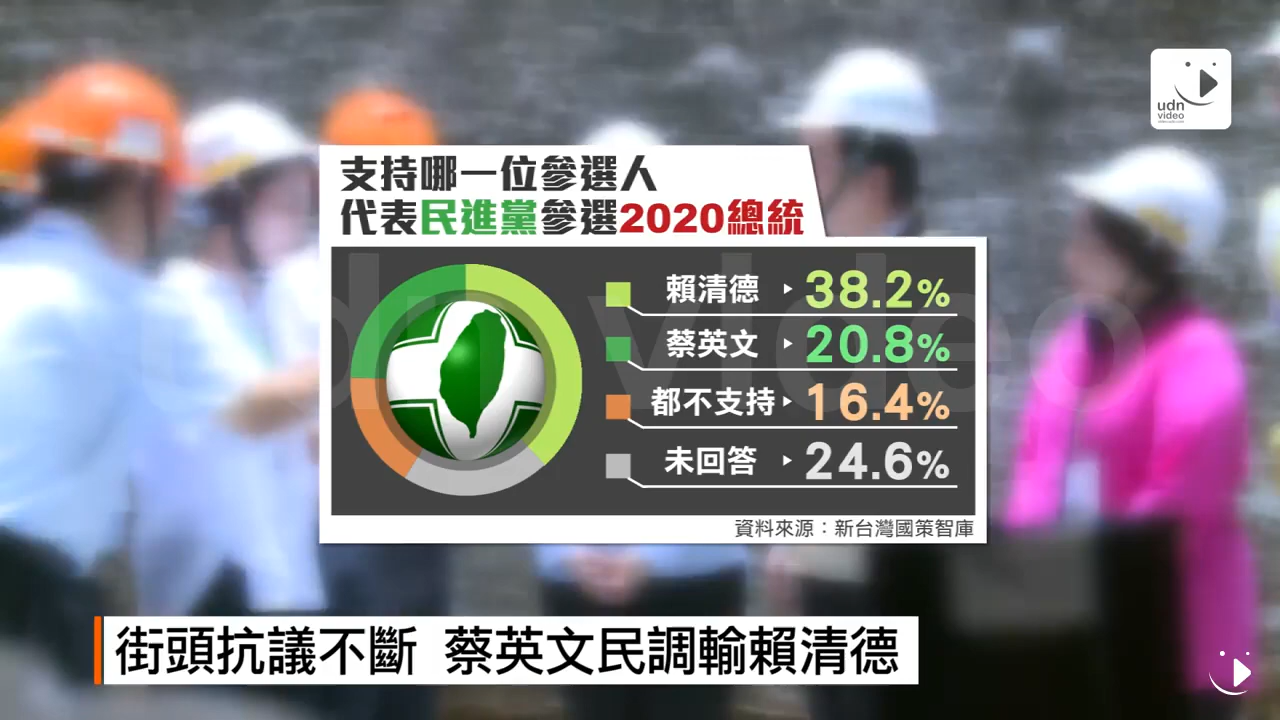 udn
video
支持哪一位參選人
代表民進黨參選2020總統
賴清德 38.2%
蔡英文 20.8%
都不支持 16.4%
未回答 24.6%
udn video
資料來源：新台灣國策智庫
街頭抗議不斷 蔡英文民調輸賴清德